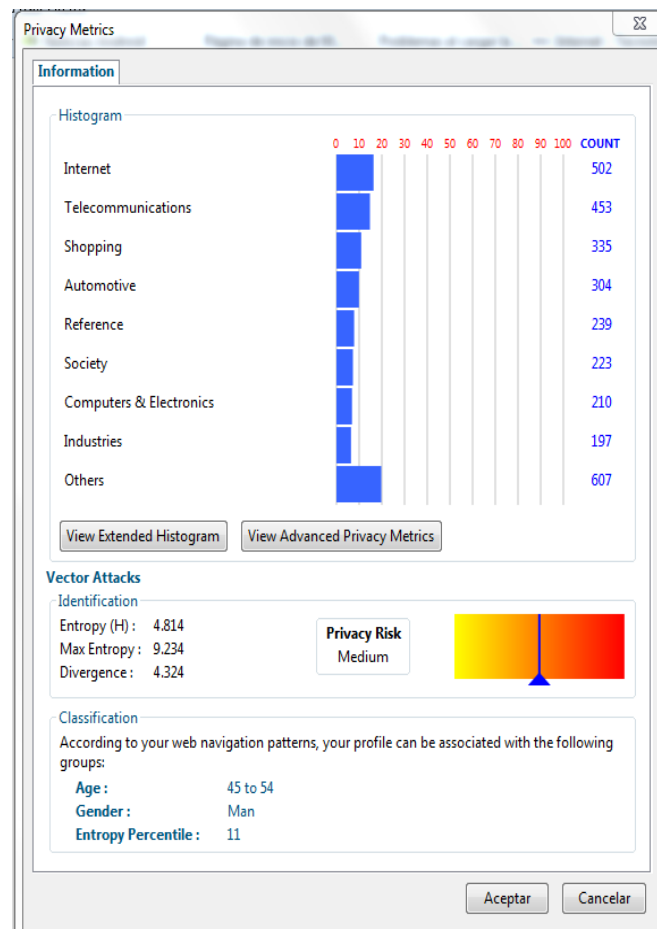 Privacy Metrics
Information
Histogram
0 10 20 30 40 50 60 70 80 90 100 COUNT
Internet 502
Telecommunications 453
Shopping 335
Automotive 304
Reference 239
Society 223
Computers & Electronics 210
Industries 197
Others 607
View Extended Histogram View Advanced Privacy Metrics
Vector Attacks
Identification
Entropy (H) : 4.814
Max Entropy : 9.234
Divergence : 4.324
Privacy Risk
Medium
Classification
According to your web navigation patterns, your profile can be associated with the following
groups:
Age : 45 to 54
Gender : Man
Entropy Percentile : 11
Aceptar Cancelar